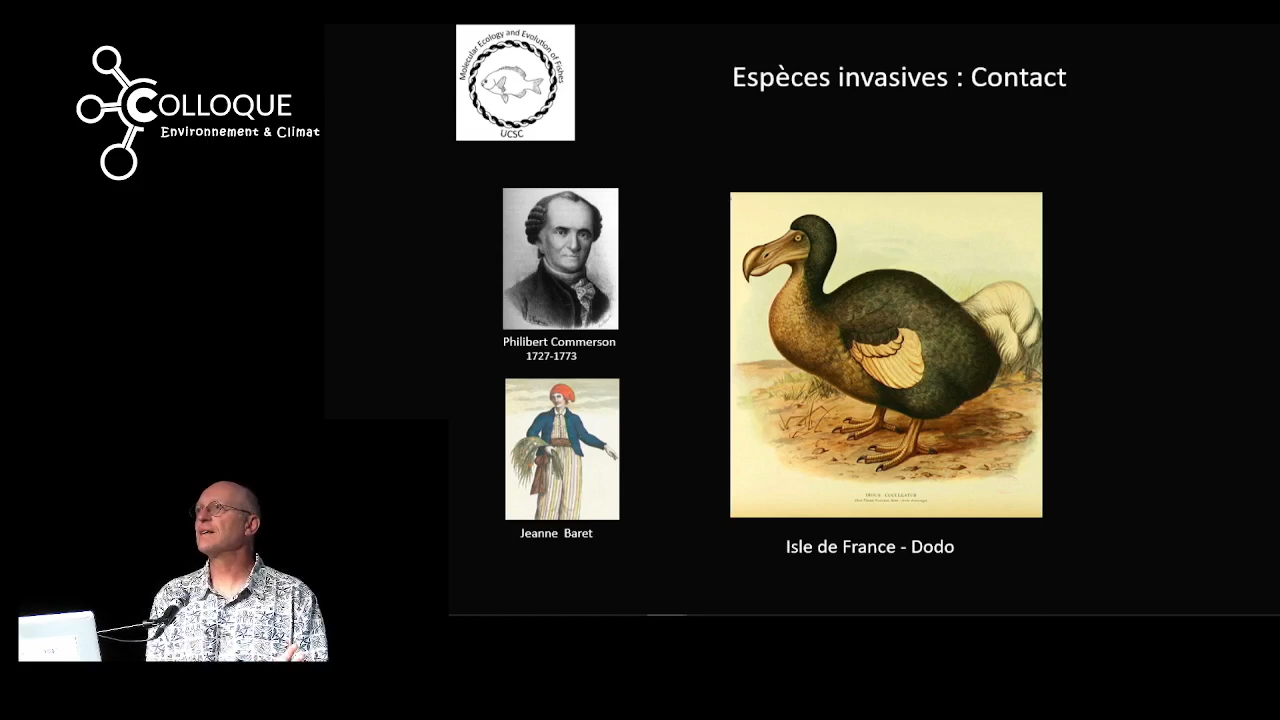 COLLOQUE
Environnement & Climat
Molecular Ecology and Evolution of Fishes
UCSC
Espèces invasives : Contact
Philibert Commerson
1727-1773
Jeanne Baret
Isle de France - Dodo